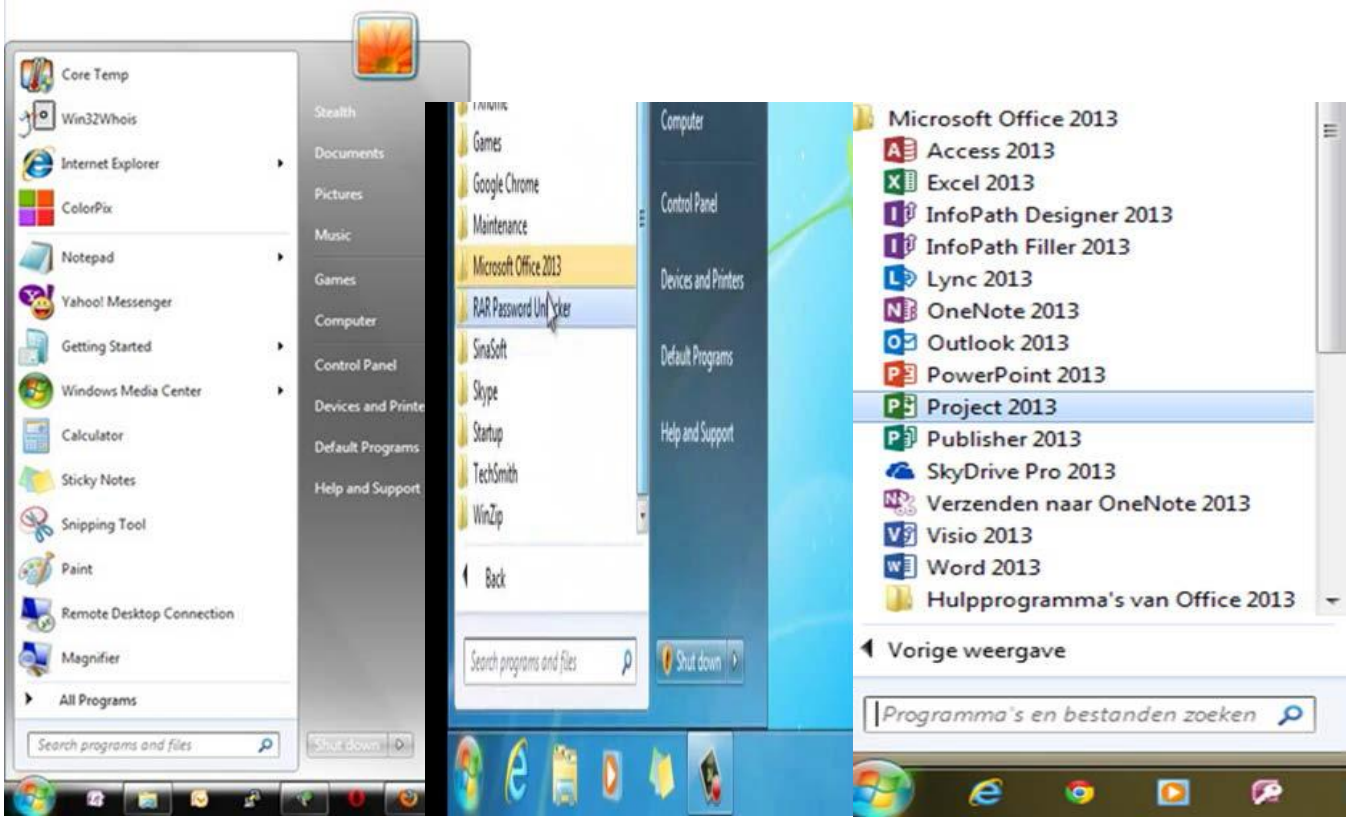 Core Temp
Win32Whois
Internet Explorer
ColorPix
Notepad
Yahoo! Messenger
Getting Started
Windows Media Center
Calculator
Sticky Notes
Snipping Tool
Paint
Remote Desktop Connection
Magnifier
All Programs
Search programs and files
Stealth
Documents
Pictures
Music
Games
Computer
Control Panel
Devices and Printe
Default Programs
Help and Support
Shut down
Games
Google Chrome
Maintenance
Microsoft Office 2013
RAR Password
SinaSoft
Skype
Startup
TechSmith
WinZip
Back
Search programs and files
Computer
Control Panel
Devices and Printers
Default Programs
Help and Support
Shut down
Microsoft Office 2013
Access 2013
Excel 2013
InfoPath Designer 2013
InfoPath Filler 2013
Lync 2013
OneNote 2013
Outlook 2013
PowerPoint 2013
Project 2013
Publisher 2013
SkyDrive Pro 2013
Verzenden naar OneNote 2013
Visio 2013
Word 2013
Hulpprogramma's van Office 2013
Vorige weergave
Programma's en bestanden zoeken